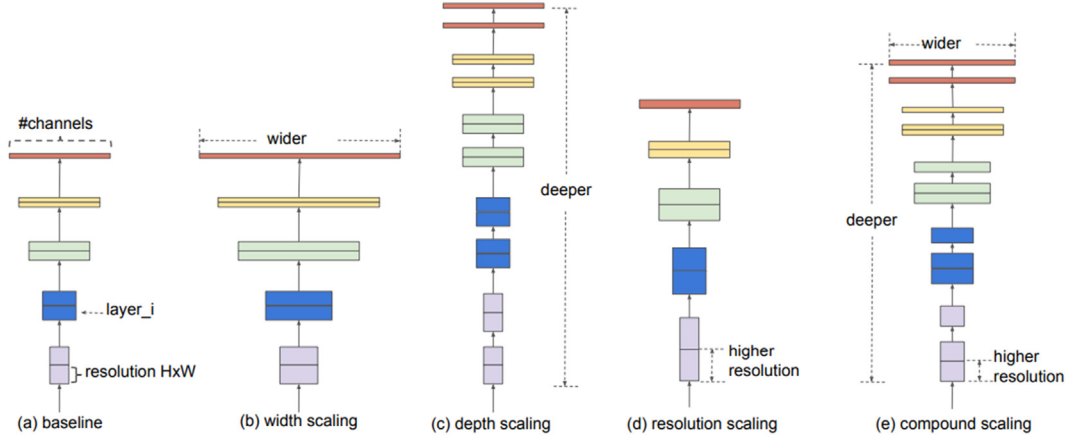 #channels
layer_i
resolution HxW
(a) baseline
wider
(b) width scaling
deeper
(c) depth scaling
higher
resolution
(d) resolution scaling
wider
deeper
higher
resolution
(e) compound scaling